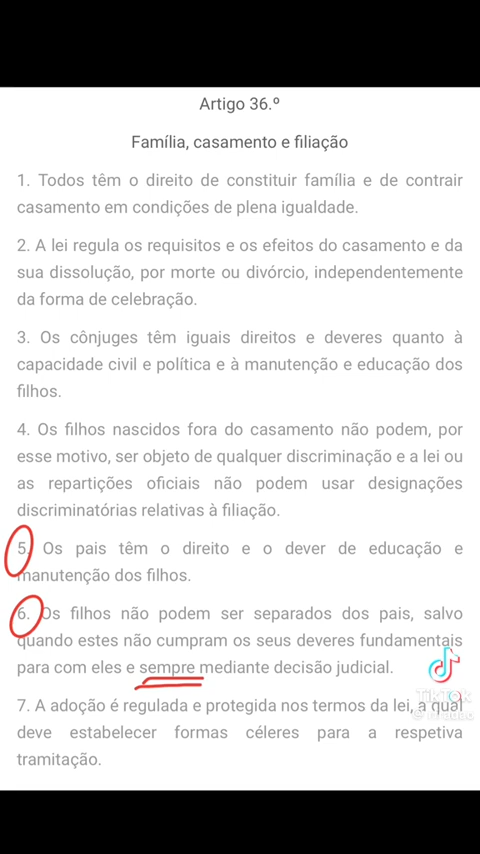 Artigo 36.º
Família, casamento e filiação
1. Todos têm o direito de constituir família e de contrair
casamento em condições de plena igualdade.
2. A lei regula os requisitos e os efeitos do casamento e da
sua dissolução, por morte ou divórcio, independentemente
da forma de celebração.
3. Os cônjuges têm iguais direitos e deveres quanto à
capacidade civil e política e à manutenção e educação dos
filhos.
4. Os filhos nascidos fora do casamento não podem, por
esse motivo, ser objeto de qualquer discriminação e a lei ou
as repartições oficiais não podem usar designações
discriminatórias relativas à filiação.
5. Os pais têm o direito e o dever de educação e
manutenção dos filhos.
6. Os filhos não podem ser separados dos pais, salvo
quando estes não cumpram os seus deveres fundamentais
para com eles e sempre mediante decisão judicial.
7. A adoção é regulada e protegida nos termos da lei, a qual
deve estabelecer formas céleres para a respetiva
tramitação.
TikTok